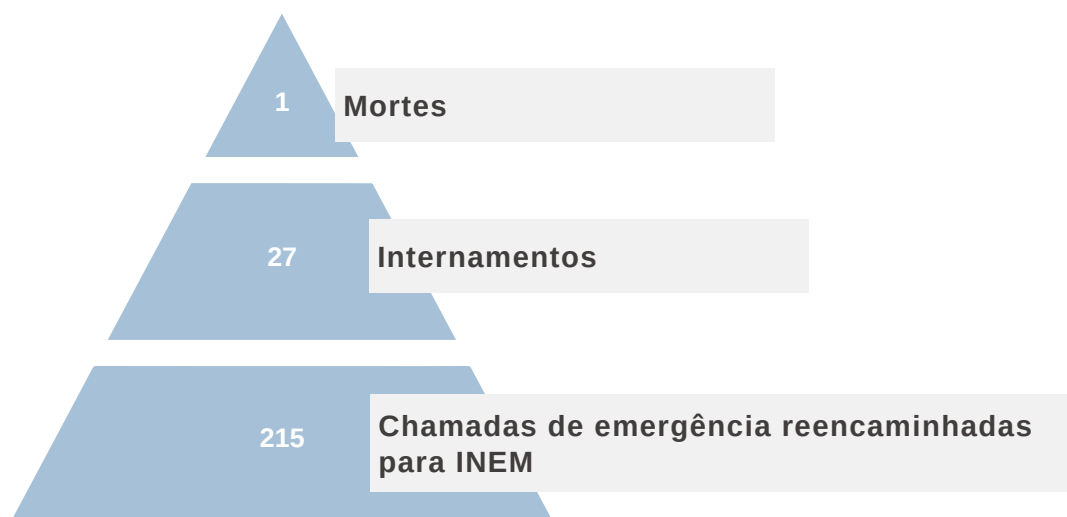 1
Mortes
27
Internamentos
215
Chamadas de emergência reencaminhadas
para INEM